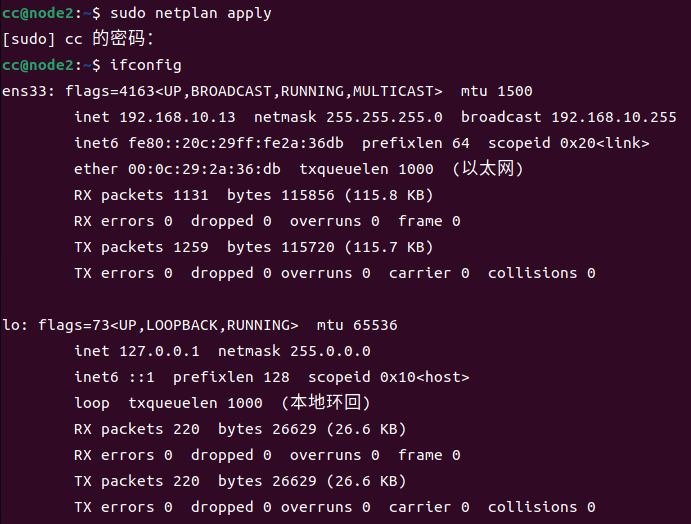 cc@node2:~$ sudo netplan apply
[sudo] cc 的密码：
cc@node2:~$ ifconfig
ens33: flags=4163<UP,BROADCAST,RUNNING,MULTICAST>  mtu 1500
        inet 192.168.10.13  netmask 255.255.255.0  broadcast 192.168.10.255
        inet6 fe80::20c:29ff:fe2a:36db  prefixlen 64  scopeid 0x20<link>
        ether 00:0c:29:2a:36:db  txqueuelen 1000  (以太网)
        RX packets 1131  bytes 115856 (115.8 KB)
        RX errors 0  dropped 0  overruns 0  frame 0
        TX packets 1259  bytes 115720 (115.7 KB)
        TX errors 0  dropped 0 overruns 0  carrier 0  collisions 0
lo: flags=73<UP,LOOPBACK,RUNNING>  mtu 65536
        inet 127.0.0.1  netmask 255.0.0.0
        inet6 ::1  prefixlen 128  scopeid 0x10<host>
        loop  txqueuelen 1000  (本地环回)
        RX packets 220  bytes 26629 (26.6 KB)
        RX errors 0  dropped 0  overruns 0  frame 0
        TX packets 220  bytes 26629 (26.6 KB)
        TX errors 0  dropped 0 overruns 0  carrier 0  collisions 0